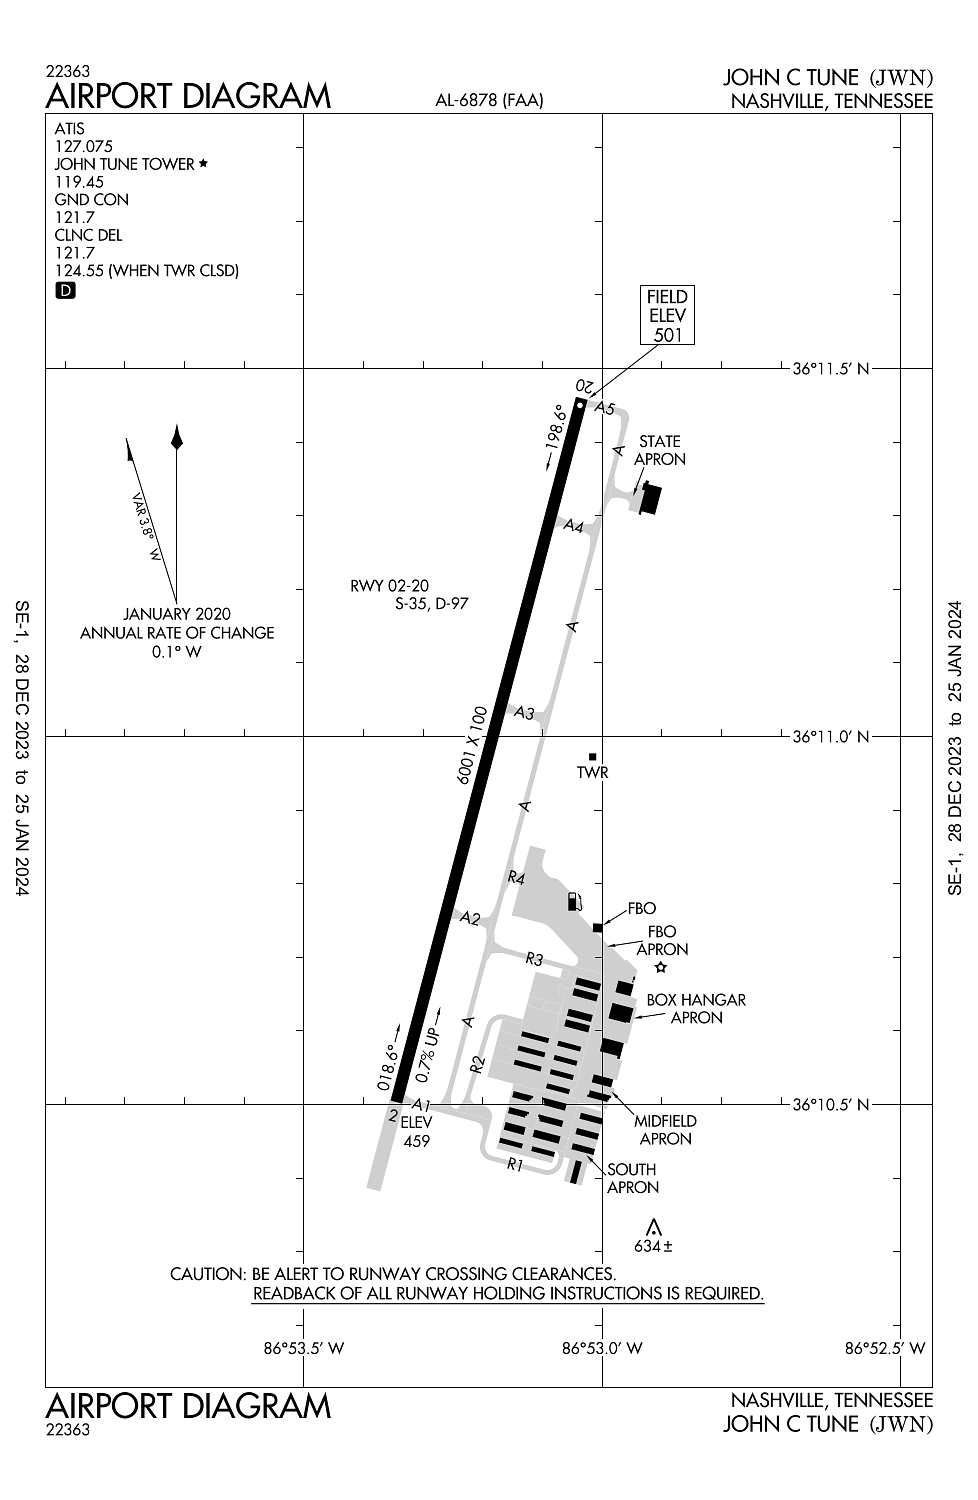 22363
AIRPORT DIAGRAM
AL-6878 (FAA)
JOHN C TUNE (JWN)
NASHVILLE, TENNESSEE
ATIS
127.075
JOHN TUNE TOWER ★
119.45
GND CON
121.7
CLNC DEL
121.7
124.55 (WHEN TWR CLSD)
D
FIELD
ELEV
501
36°11.5' N
20
A5
198.6°
A
STATE
APRON
VAR 3.8° W
A4
RWY 02-20
S-35, D-97
JANUARY 2020
ANNUAL RATE OF CHANGE
0.1° W
A
SE-1, 28 DEC 2023 to 25 JAN 2024
SE-1, 28 DEC 2023 to 25 JAN 2024
A3
6001 X 100
36°11.0' N
TWR
A
R4
FBO
A2
FBO
APRON
R3
BOX HANGAR
APRON
A
018.6°
0.7% UP
R2
2
A1
36°10.5' N
ELEV
459
MIDFIELD
APRON
R1
SOUTH
APRON
634±
CAUTION: BE ALERT TO RUNWAY CROSSING CLEARANCES.
READBACK OF ALL RUNWAY HOLDING INSTRUCTIONS IS REQUIRED.
86°53.5' W
86°53.0' W
86°52.5' W
AIRPORT DIAGRAM
22363
NASHVILLE, TENNESSEE
JOHN C TUNE (JWN)